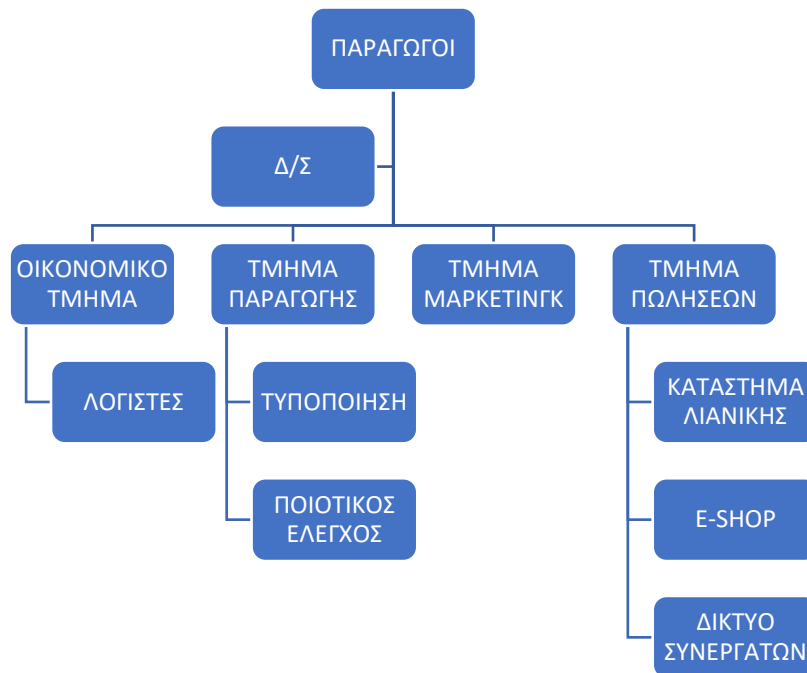 ΠΑΡΑΓΩΓΟΙ
Δ/Σ
ΟΙΚΟΝΟΜΙΚΟ
ΤΜΗΜΑ
ΤΜΗΜΑ
ΠΑΡΑΓΩΓΗΣ
ΤΜΗΜΑ
ΜΑΡΚΕΤΙΝΓΚ
ΤΜΗΜΑ
ΠΩΛΗΣΕΩΝ
ΛΟΓΙΣΤΕΣ
ΤΥΠΟΠΟΙΗΣΗ
ΚΑΤΑΣΤΗΜΑ
ΛΙΑΝΙΚΗΣ
ΠΟΙΟΤΙΚΟΣ
ΕΛΕΓΧΟΣ
E-SHOP
ΔΙΚΤΥΟ
ΣΥΝΕΡΓΑΤΩΝ